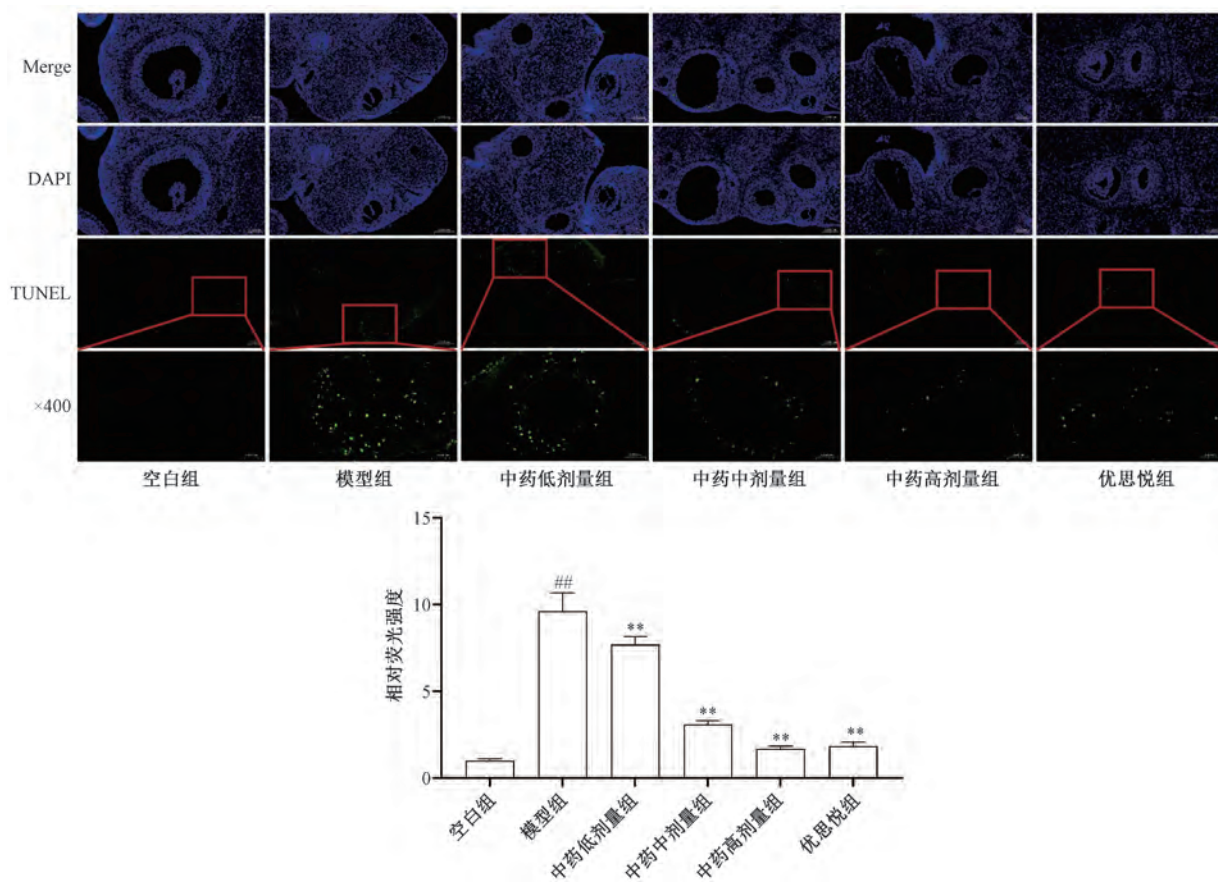 Merge
DAPI
TUNEL
×400
空白组 模型组 中药低剂量组 中药中剂量组 中药高剂量组 优思悦组
15
10
5
0
相对荧光强度
##
**
**
**
**
空白组
模型组
中药低剂量组
中药中剂量组
中药高剂量组
优思悦组